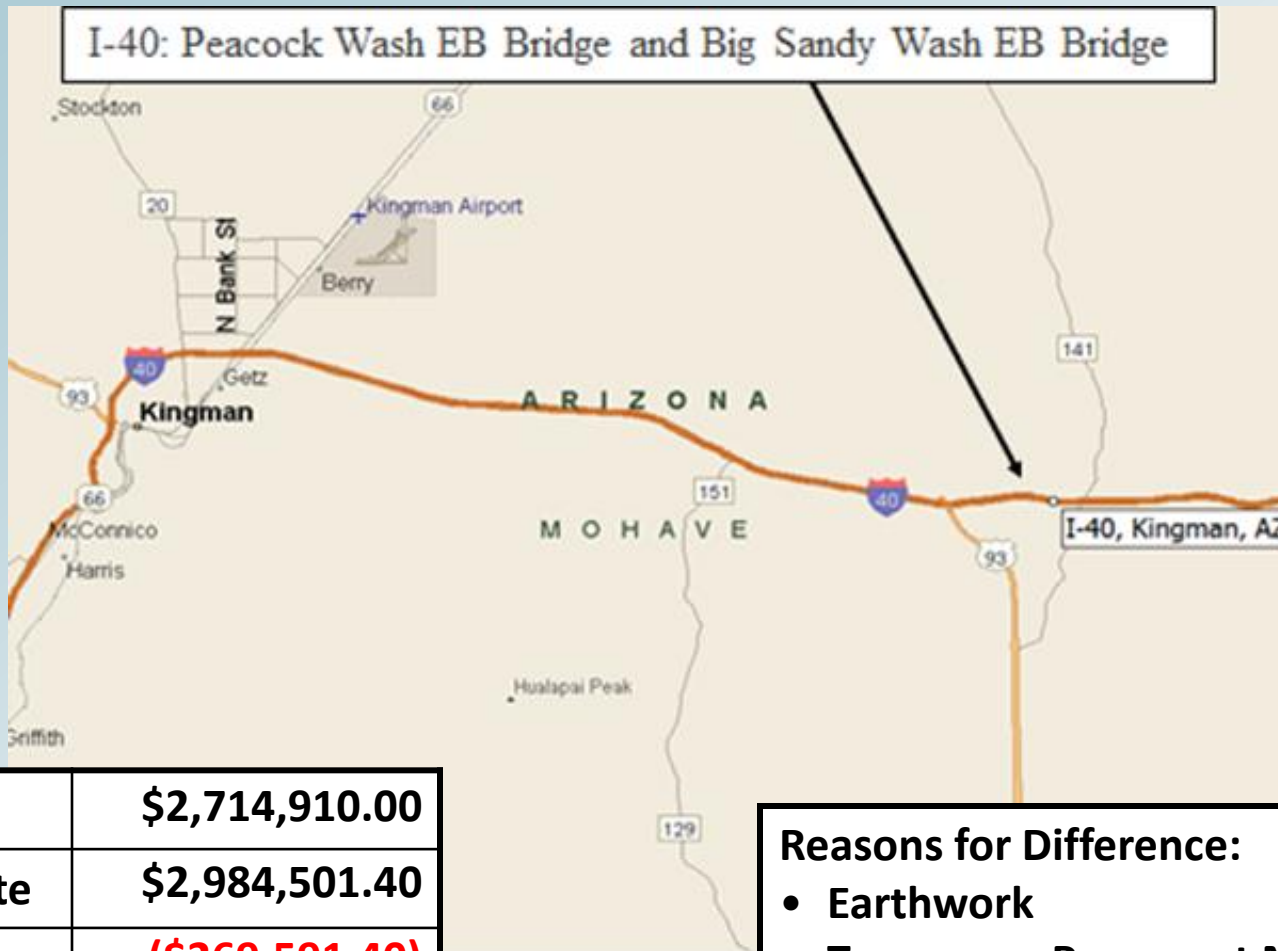 I-40: Peacock Wash EB Bridge and Big Sandy Wash EB Bridge
Stockton
66
20
Kingman Airport
N Bank St
Berry
141
40
Getz
93
Kingman
ARIZONA
151
40
66
McConnico
MOHAVE
I-40, Kingman, AZ
93
Harris
Hualapai Peak
Griffith
$2,714,910.00
$2,984,501.40
129
Reasons for Difference:
• Earthwork